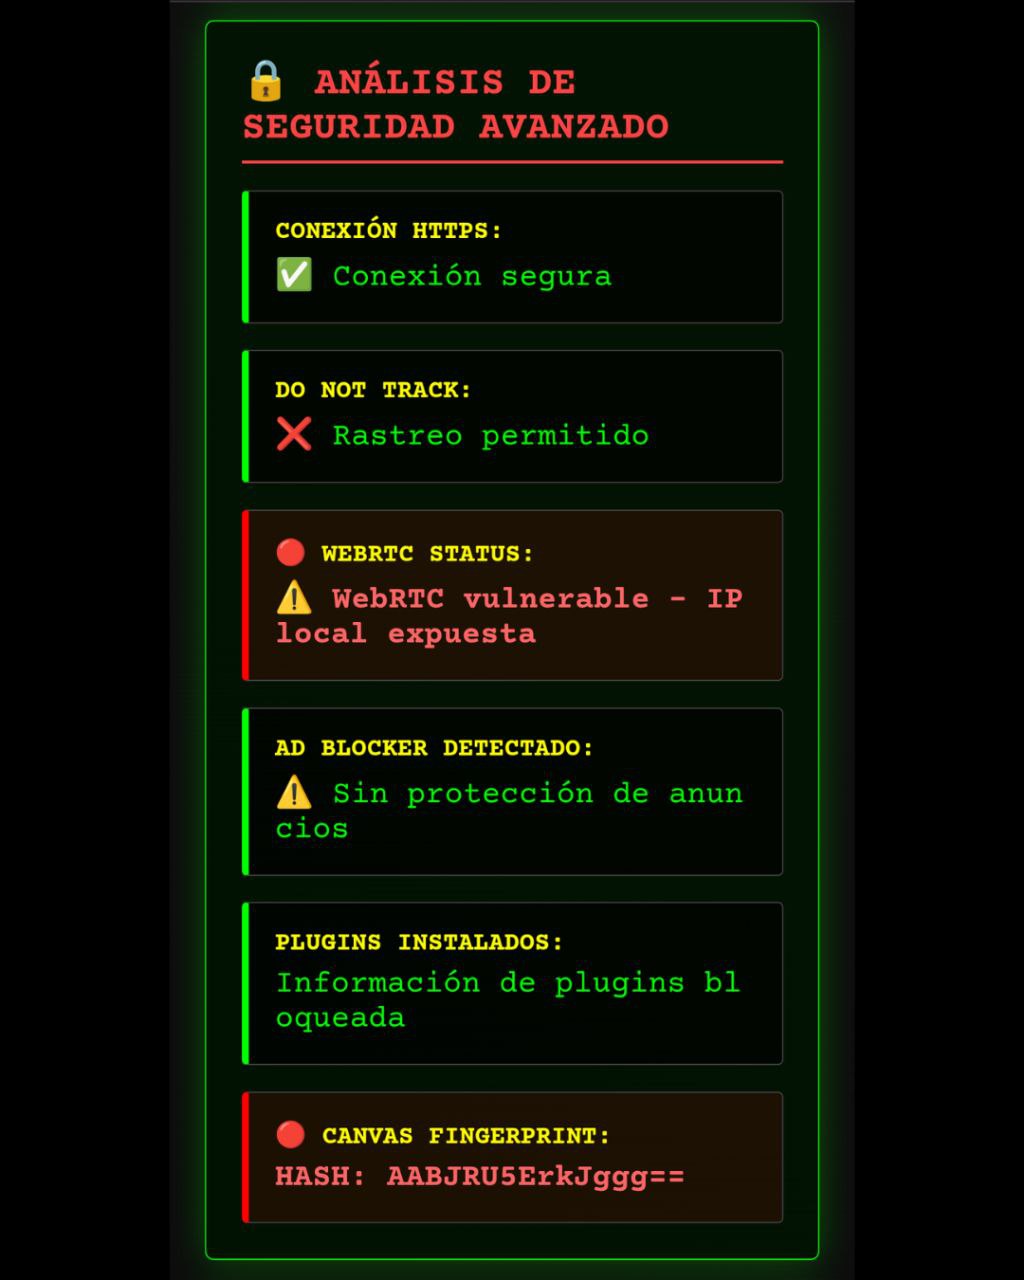 🔒 ANÁLISIS DE
SEGURIDAD AVANZADO
CONEXIÓN HTTPS:
✅ Conexión segura
DO NOT TRACK:
❌ Rastreo permitido
🔴 WEBRTC STATUS:
⚠️ WebRTC vulnerable - IP
local expuesta
AD BLOCKER DETECTADO:
⚠️ Sin protección de anun
cios
PLUGINS INSTALADOS:
Información de plugins bl
oqueada
🔴 CANVAS FINGERPRINT:
HASH: AABJRU5ErkJggg==